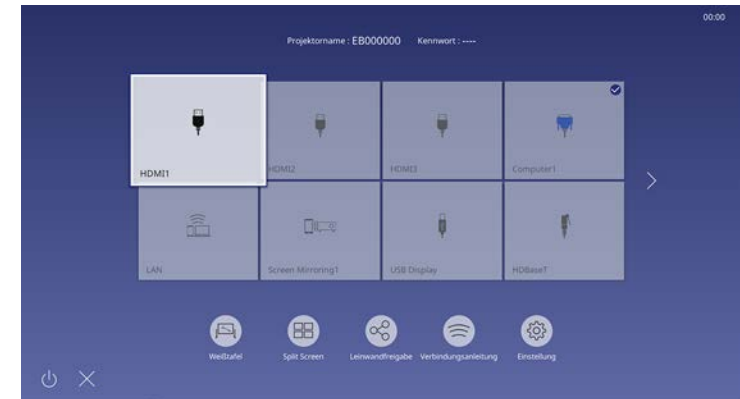 00:00
Projektorname : EB000000 Kennwort : ----
HDMI1
HDMI2
HDMI3
Computer1
LAN
Screen Mirroring1
USB Display
HDBaseT
Weißtafel
Split Screen
Leinwandfreigabe
Verbindungsanleitung
Einstellung